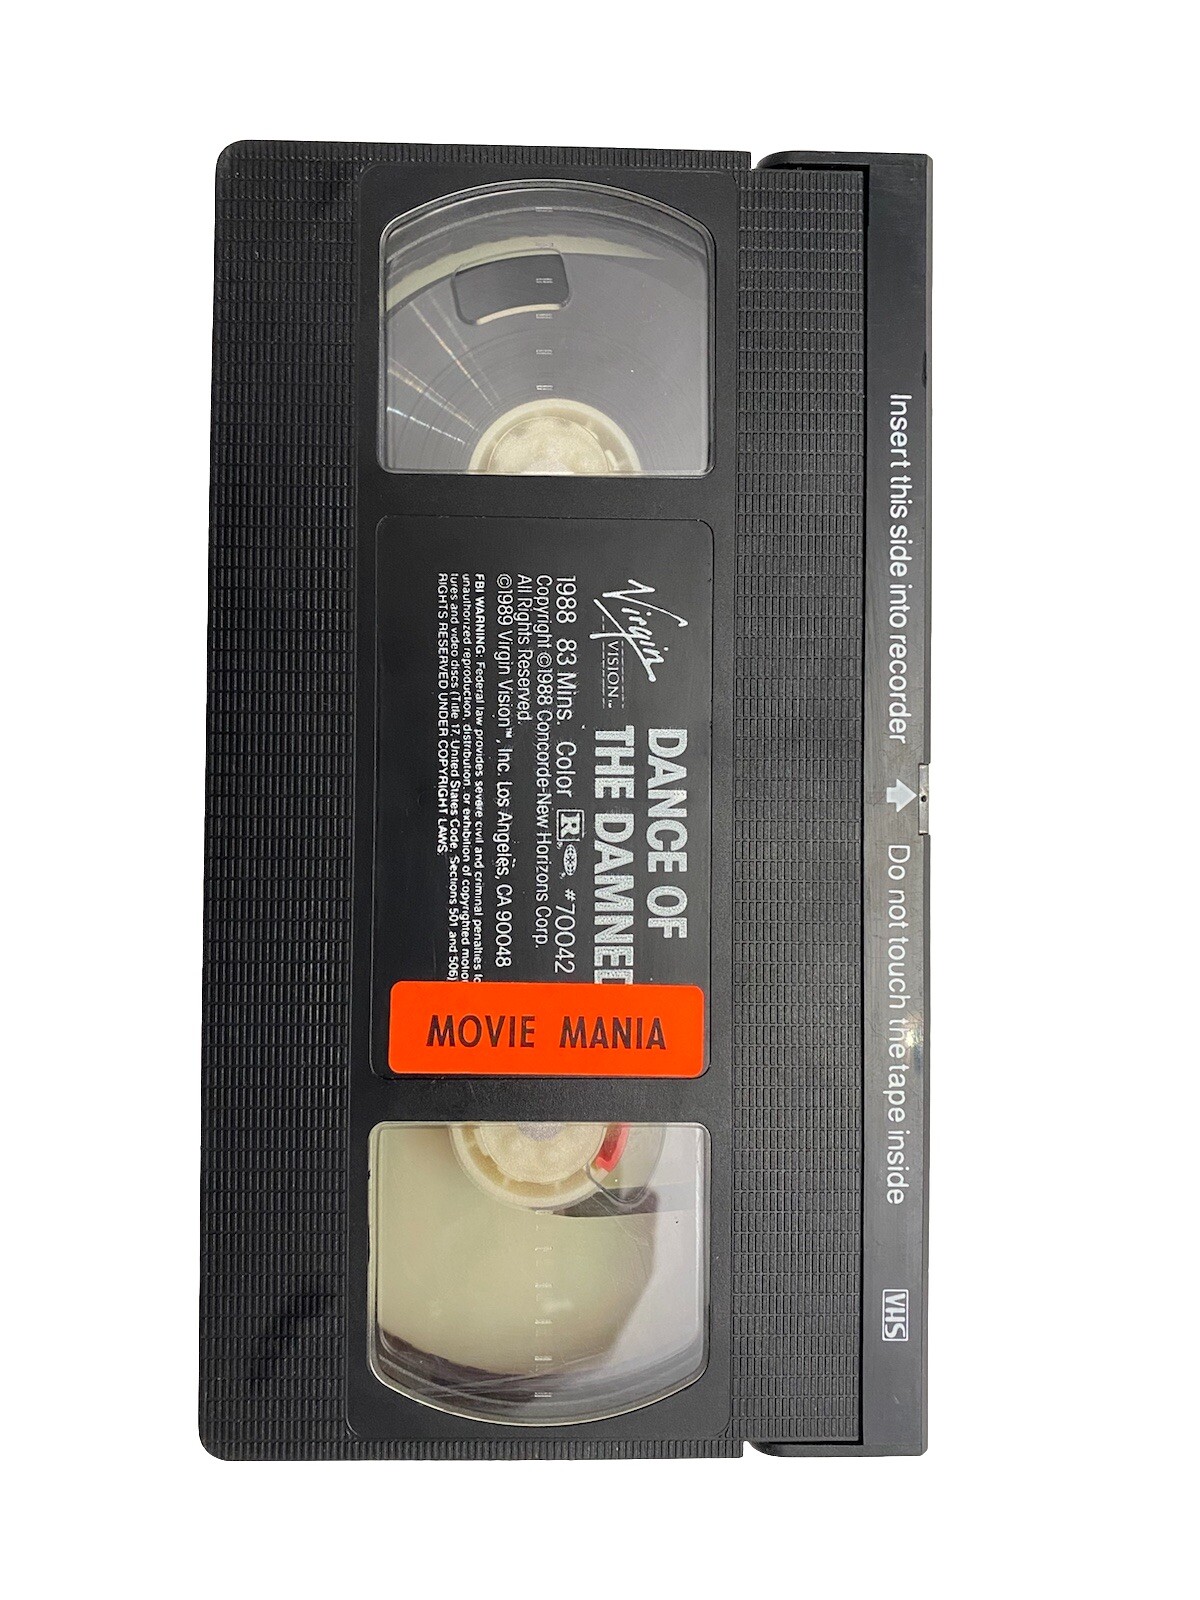 Insert this side into recorder
Do not touch the tape inside
VHS
Virgin
VISION™
DANCE OF
THE DAMNED
1988 83 Mins. Color R #70042
Copyright ©1988 Concorde-New Horizons Corp.
All Rights Reserved.
©1989 Virgin Vision™, Inc. Los Angeles, CA 90048
FBI WARNING: Federal law provides severe civil and criminal penalties
unauthorized reproduction, distribution, or exhibition of copyrighted
tures and video discs (Title 17, United States Code, Sections 501 and 506)
RIGHTS RESERVED UNDER COPYRIGHT LAWS.
MOVIE MANIA